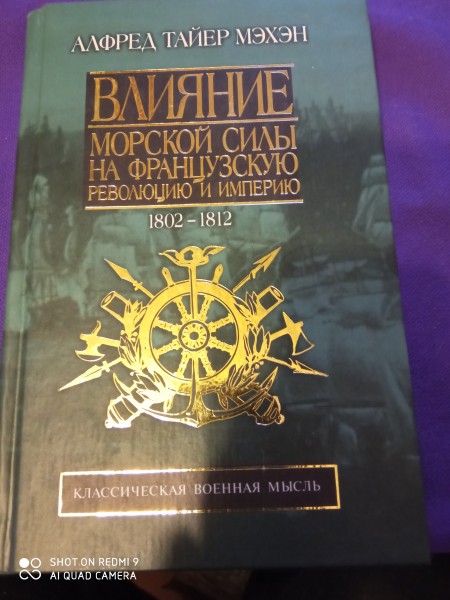 АЛФРЕД ТАЙЕР МЭХЭН
ВЛИЯНИЕ
МОРСКОЙ СИЛЫ
НА ФРАНЦУЗСКУЮ
РЕВОЛЮЦИЮ И ИМПЕРИЮ
1802–1812
КЛАССИЧЕСКАЯ ВОЕННАЯ МЫСЛЬ
SHOT ON REDMI 9
AI QUAD CAMERA